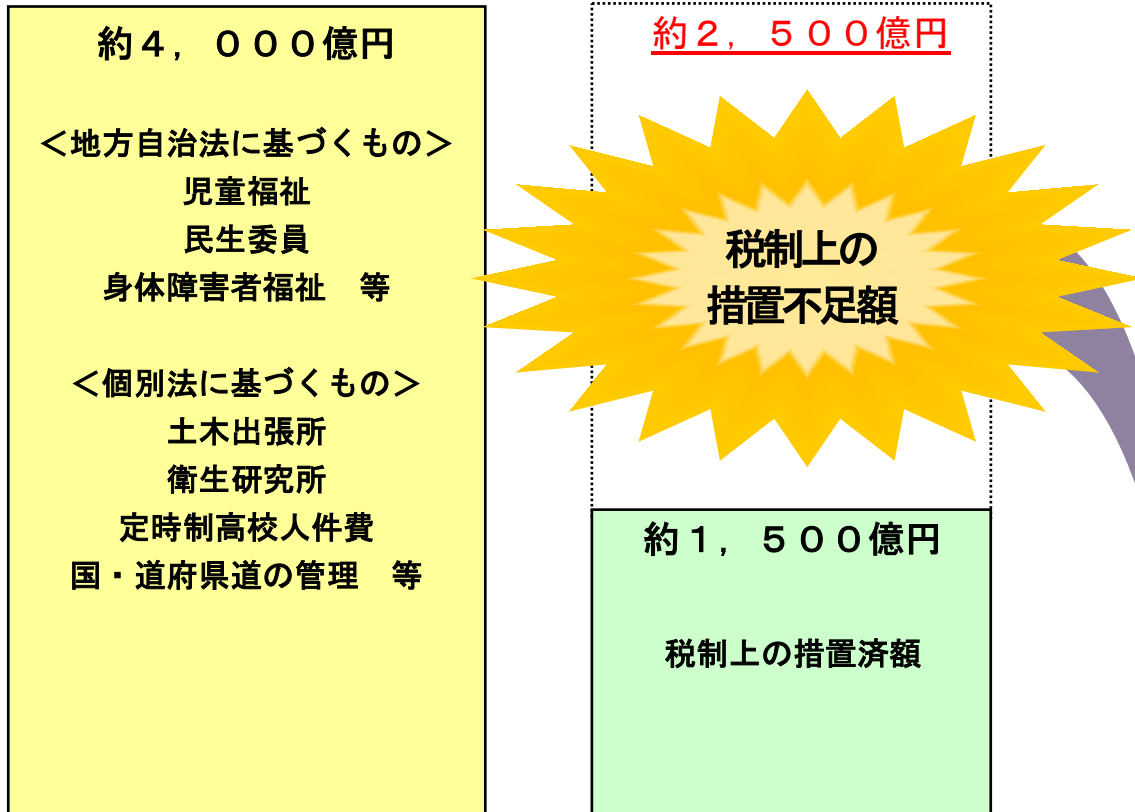 約４，０００億円
＜地方自治法に基づくもの＞
児童福祉
民生委員
身体障害者福祉　等
＜個別法に基づくもの＞
土木出張所
衛生研究所
定時制高校人件費
国・道府県道の管理　等
約２，５００億円
税制上の
措置不足額
約１，５００億円
税制上の措置済額